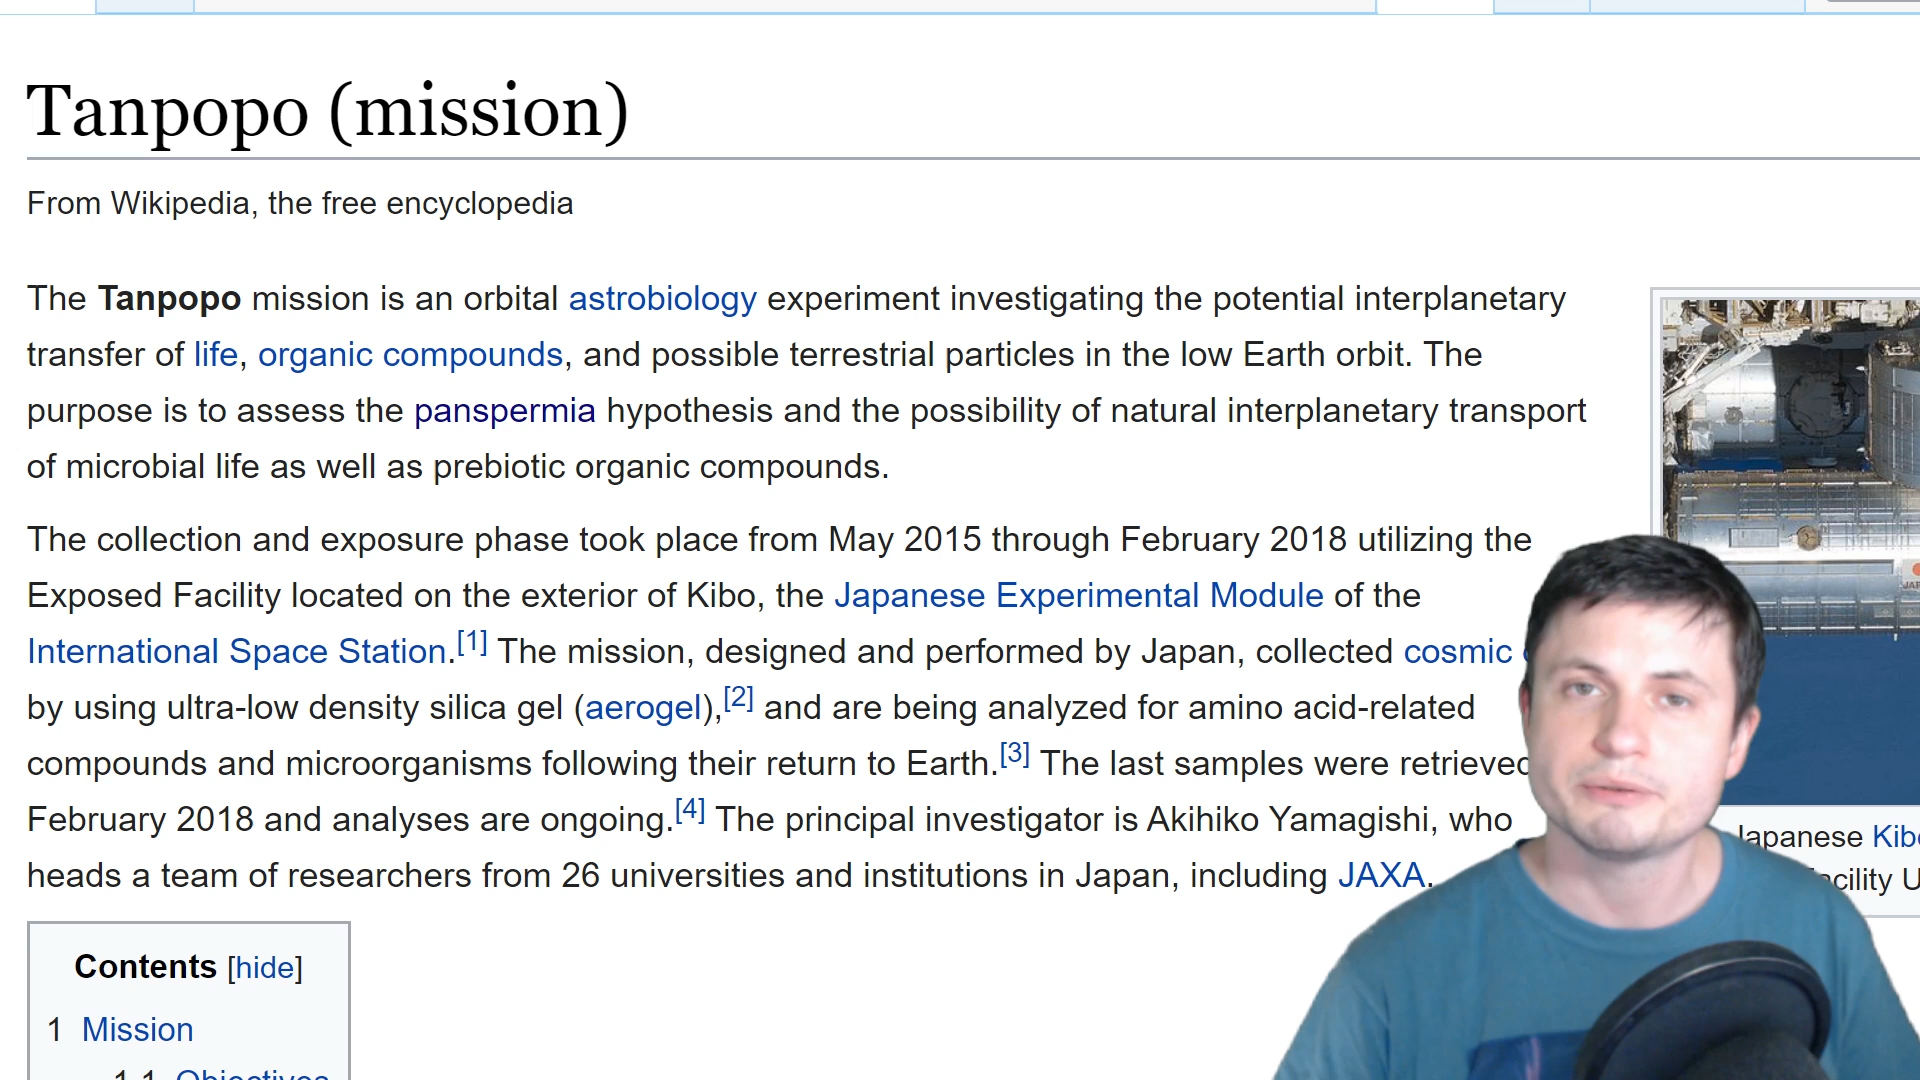 Tanpopo (mission)
From Wikipedia, the free encyclopedia
The Tanpopo mission is an orbital astrobiology experiment investigating the potential interplanetary
transfer of life, organic compounds, and possible terrestrial particles in the low Earth orbit. The
purpose is to assess the panspermia hypothesis and the possibility of natural interplanetary transport
of microbial life as well as prebiotic organic compounds.
The collection and exposure phase took place from May 2015 through February 2018 utilizing the
Exposed Facility located on the exterior of Kibo, the Japanese Experimental Module of the
International Space Station.[1] The mission, designed and performed by Japan, collected cosmic
by using ultra-low density silica gel (aerogel),[2] and are being analyzed for amino acid-related
compounds and microorganisms following their return to Earth.[3] The last samples were retrieved
February 2018 and analyses are ongoing.[4] The principal investigator is Akihiko Yamagishi, who
heads a team of researchers from 26 universities and institutions in Japan, including JAXA.
Japanese Kibo
acility U
Contents [hide]
1 Mission
1.1 Objectives